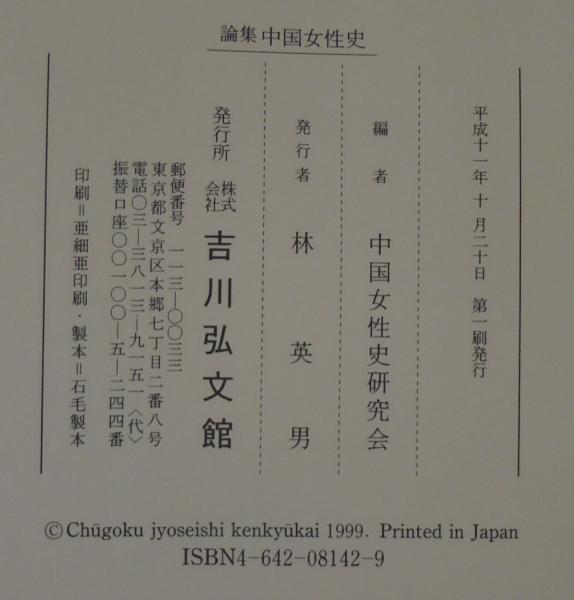 論集 中国女性史
平成十一年十月二十日 第一刷発行
編者 中国女性史研究会
発行者 林英男
発行所 株式会社 吉川弘文館
郵便番号 一一三―〇〇三三
東京都文京区本郷七丁目二番八号
電話〇三―三八一三―九一五一〈代〉
振替口座〇〇一〇〇―五―二四四番
印刷=亜細亜印刷・製本=石毛製本
©Chūgoku jyoseishi kenkyūkai 1999. Printed in Japan
ISBN4-642-08142-9